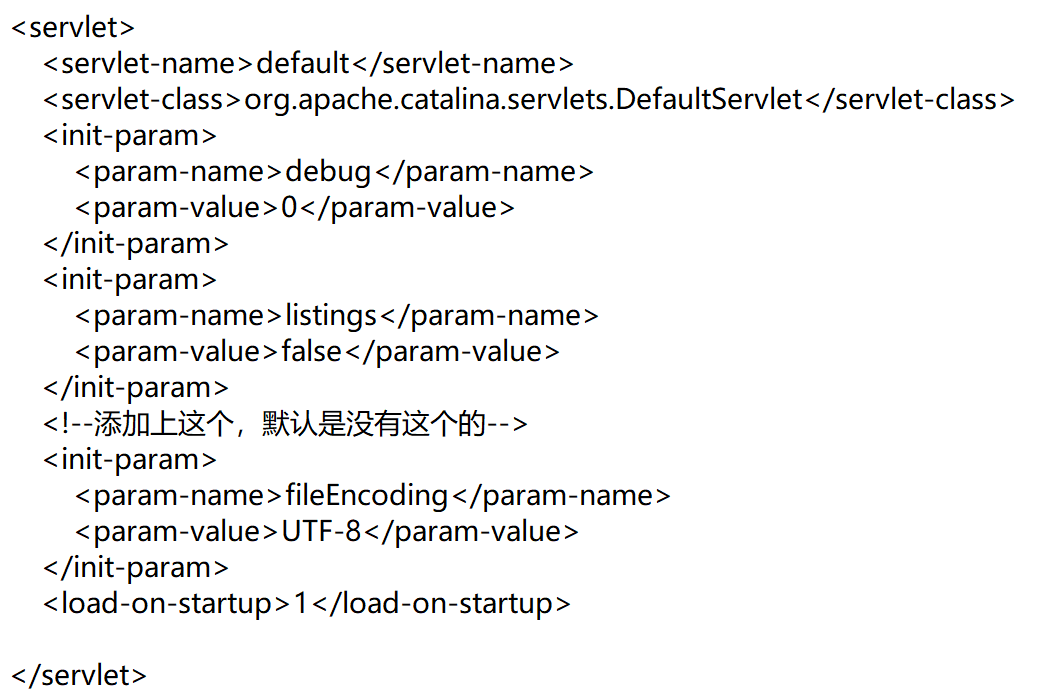 <servlet>
    <servlet-name>default</servlet-name>
    <servlet-class>org.apache.catalina.servlets.DefaultServlet</servlet-class>
    <init-param>
        <param-name>debug</param-name>
        <param-value>0</param-value>
    </init-param>
    <init-param>
        <param-name>listings</param-name>
        <param-value>false</param-value>
    </init-param>
    <!--添加上这个，默认是没有这个的-->
    <init-param>
        <param-name>fileEncoding</param-name>
        <param-value>UTF-8</param-value>
    </init-param>
    <load-on-startup>1</load-on-startup>
</servlet>